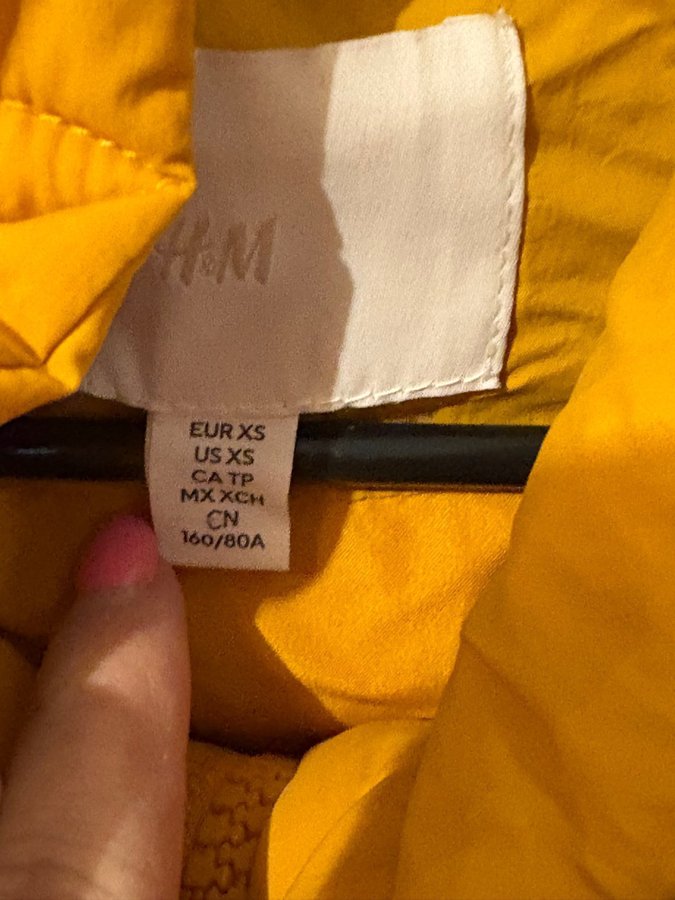 H&M
EUR XS
US XS
CA TP
MX XCH
CN
160/80A